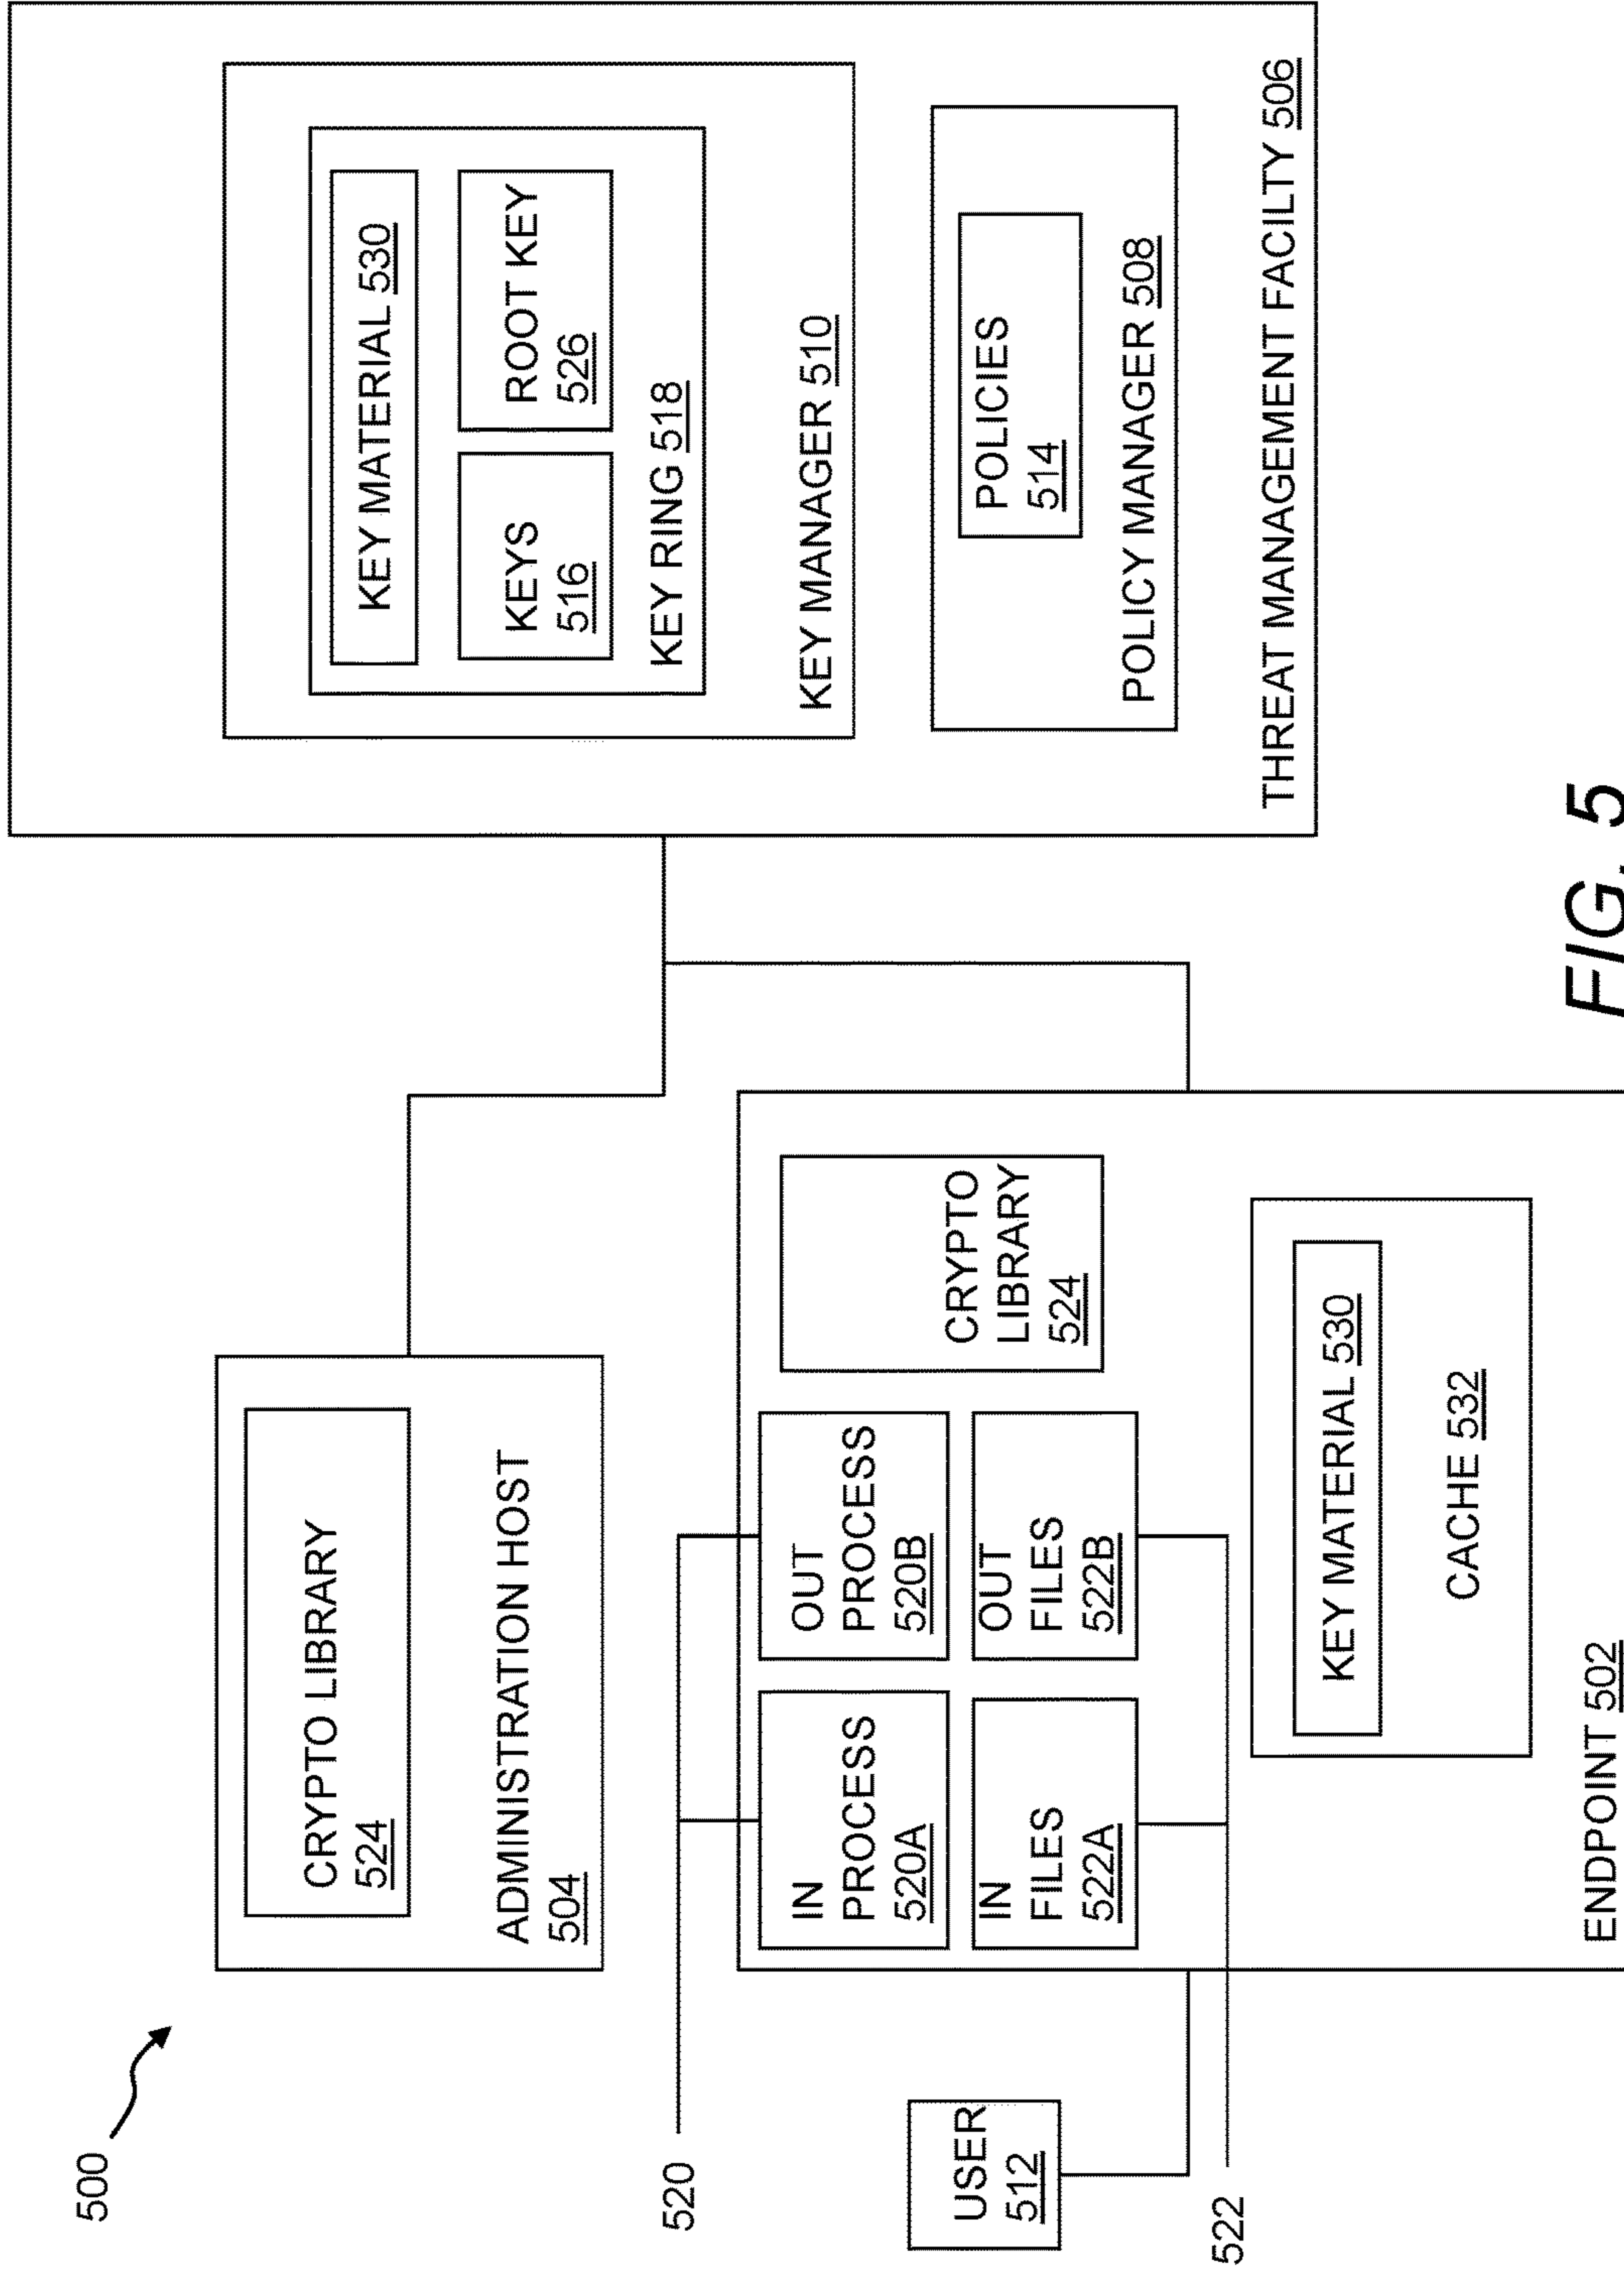 500
CRYPTO LIBRARY
524
ADMINISTRATION HOST
504
520
USER
512
522
IN
PROCESS
520A
OUT
PROCESS
520B
IN
FILES
522A
OUT
FILES
522B
CRYPTO
LIBRARY
524
KEY MATERIAL 530
CACHE 532
ENDPOINT 502
KEY MATERIAL 530
KEYS
516
ROOT KEY
526
KEY RING 518
KEY MANAGER 510
POLICIES
514
POLICY MANAGER 508
THREAT MANAGEMENT FACILTY 506
FIG. 5